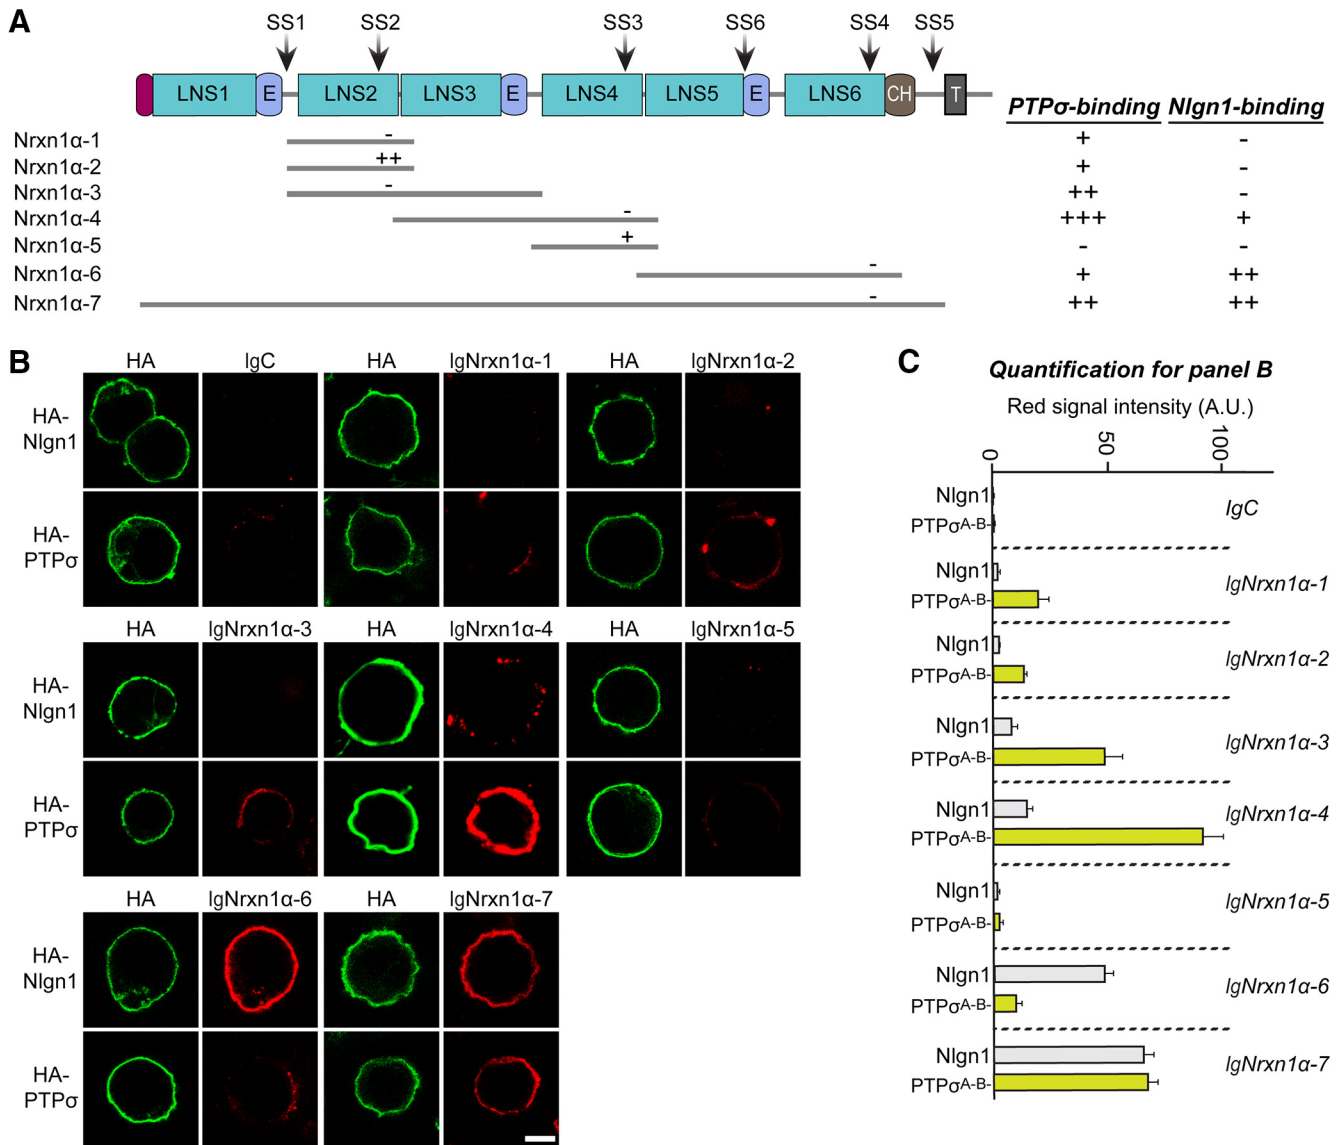 A
SS1 SS2 SS3 SS6 SS4 SS5
LNS1 E LNS2 LNS3 E LNS4 LNS5 E LNS6 CH T
PTPσ-binding Nlgn1-binding
Nrxn1α-1 - + -
Nrxn1α-2 ++ + -
Nrxn1α-3 - ++ -
Nrxn1α-4 - +++ +
Nrxn1α-5 + - -
Nrxn1α-6 - + ++
Nrxn1α-7 - ++ ++
B
HA IgC HA IgNrxn1α-1 HA IgNrxn1α-2
HA-
Nlgn1
HA-
PTPσ
HA IgNrxn1α-3 HA IgNrxn1α-4 HA IgNrxn1α-5
HA-
Nlgn1
HA-
PTPσ
HA IgNrxn1α-6 HA IgNrxn1α-7
HA-
Nlgn1
HA-
PTPσ
C
Quantification for panel B
Red signal intensity (A.U.)
0 50 100
Nlgn1
PTPσA-B-
IgC
Nlgn1
PTPσA-B-
IgNrxn1α-1
Nlgn1
PTPσA-B-
IgNrxn1α-2
Nlgn1
PTPσA-B-
IgNrxn1α-3
Nlgn1
PTPσA-B-
IgNrxn1α-4
Nlgn1
PTPσA-B-
IgNrxn1α-5
Nlgn1
PTPσA-B-
IgNrxn1α-6
Nlgn1
PTPσA-B-
IgNrxn1α-7